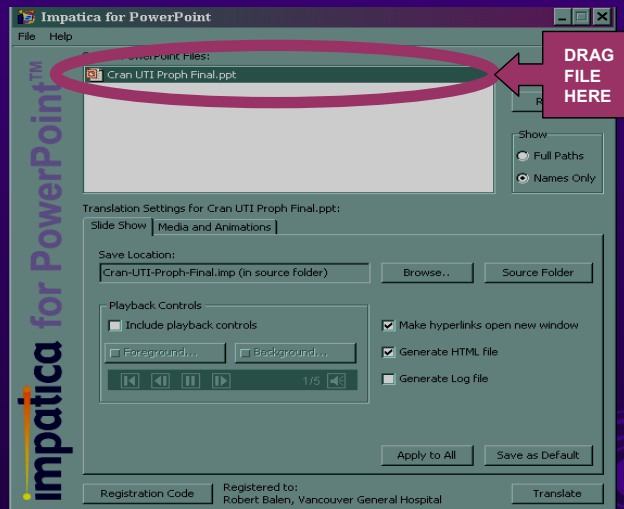 Impatica for PowerPoint
File Help
PowerPoint Files:
Cran UTI Proph Final.ppt
DRAG
FILE
HERE
R
Show
Full Paths
Names Only
impatica for PowerPoint™
Translation Settings for Cran UTI Proph Final.ppt:
Slide Show Media and Animations
Save Location:
Cran-UTI-Proph-Final.imp (in source folder)
Browse.. Source Folder
Playback Controls
Include playback controls
Foreground... Background...
1/5
Make hyperlinks open new window
Generate HTML file
Generate Log file
Apply to All Save as Default
Registration Code
Registered to:
Robert Balen, Vancouver General Hospital
Translate